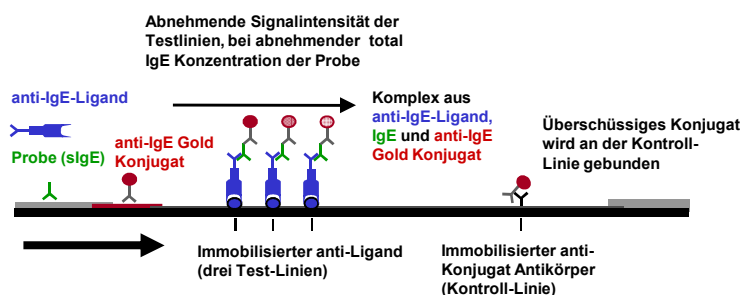 Abnehmende Signalintensität der
Testlinien, bei abnehmender total
IgE Konzentration der Probe
anti-IgE-Ligand
Probe (sIgE)
anti-IgE Gold
Konjugat
Komplex aus
anti-IgE-Ligand,
IgE und anti-IgE
Gold Konjugat
Überschüssiges Konjugat
wird an der Kontroll-
Linie gebunden
Immobilisierter anti-Ligand
(drei Test-Linien)
Immobilisierter anti-
Konjugat Antikörper
(Kontroll-Linie)